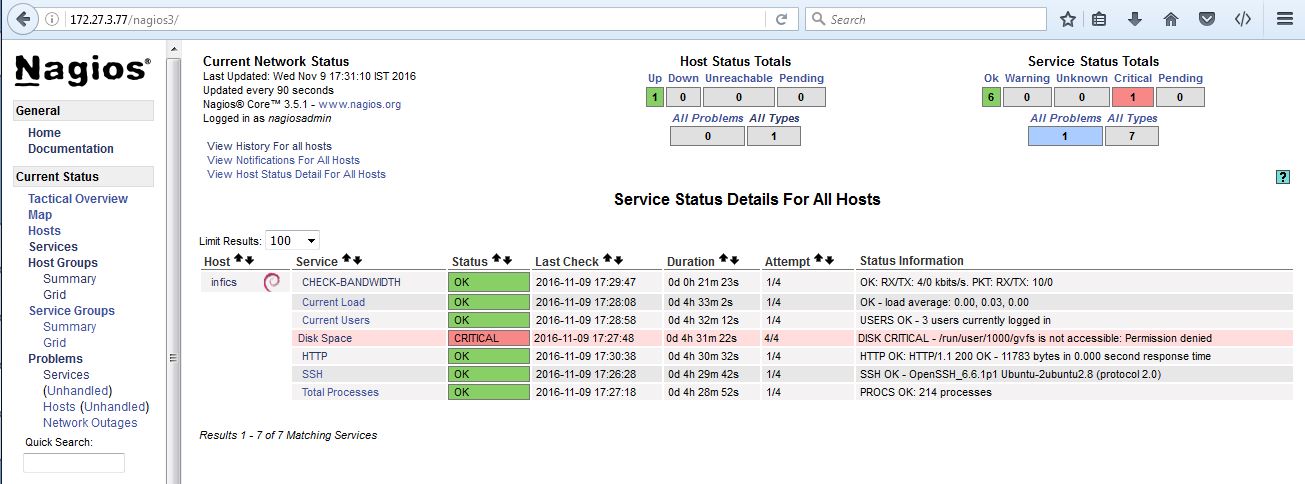 172.27.3.77/nagios3/
Search
Nagios®
General
Home
Documentation
Current Status
Tactical Overview
Map
Hosts
Services
Host Groups
Summary
Grid
Service Groups
Summary
Grid
Problems
Services
(Unhandled)
Hosts (Unhandled)
Network Outages
Quick Search:
Current Network Status
Last Updated: Wed Nov 9 17:31:10 IST 2016
Updated every 90 seconds
Nagios® Core™ 3.5.1 - www.nagios.org
Logged in as nagiosadmin
View History For all hosts
View Notifications For All Hosts
View Host Status Detail For All Hosts
Host Status Totals
Up Down Unreachable Pending
1 0 0 0
All Problems All Types
0 1
Service Status Totals
Ok Warning Unknown Critical Pending
6 0 0 1 0
All Problems All Types
1 7
?
Service Status Details For All Hosts
Limit Results: 100
Host Service Status Last Check Duration Attempt Status Information
infics CHECK-BANDWIDTH OK 2016-11-09 17:29:47 0d 0h 21m 23s 1/4 OK: RX/TX: 4/0 kbits/s. PKT: RX/TX: 10/0
Current Load OK 2016-11-09 17:28:08 0d 4h 33m 2s 1/4 OK - load average: 0.00, 0.03, 0.00
Current Users OK 2016-11-09 17:28:58 0d 4h 32m 12s 1/4 USERS OK - 3 users currently logged in
Disk Space CRITICAL 2016-11-09 17:27:48 0d 4h 31m 22s 4/4 DISK CRITICAL - /run/user/1000/gvfs is not accessible: Permission denied
HTTP OK 2016-11-09 17:30:38 0d 4h 30m 32s 1/4 HTTP OK: HTTP/1.1 200 OK - 11783 bytes in 0.000 second response time
SSH OK 2016-11-09 17:26:28 0d 4h 29m 42s 1/4 SSH OK - OpenSSH_6.6.1p1 Ubuntu-2ubuntu2.8 (protocol 2.0)
Total Processes OK 2016-11-09 17:27:18 0d 4h 28m 52s 1/4 PROCS OK: 214 processes
Results 1 - 7 of 7 Matching Services